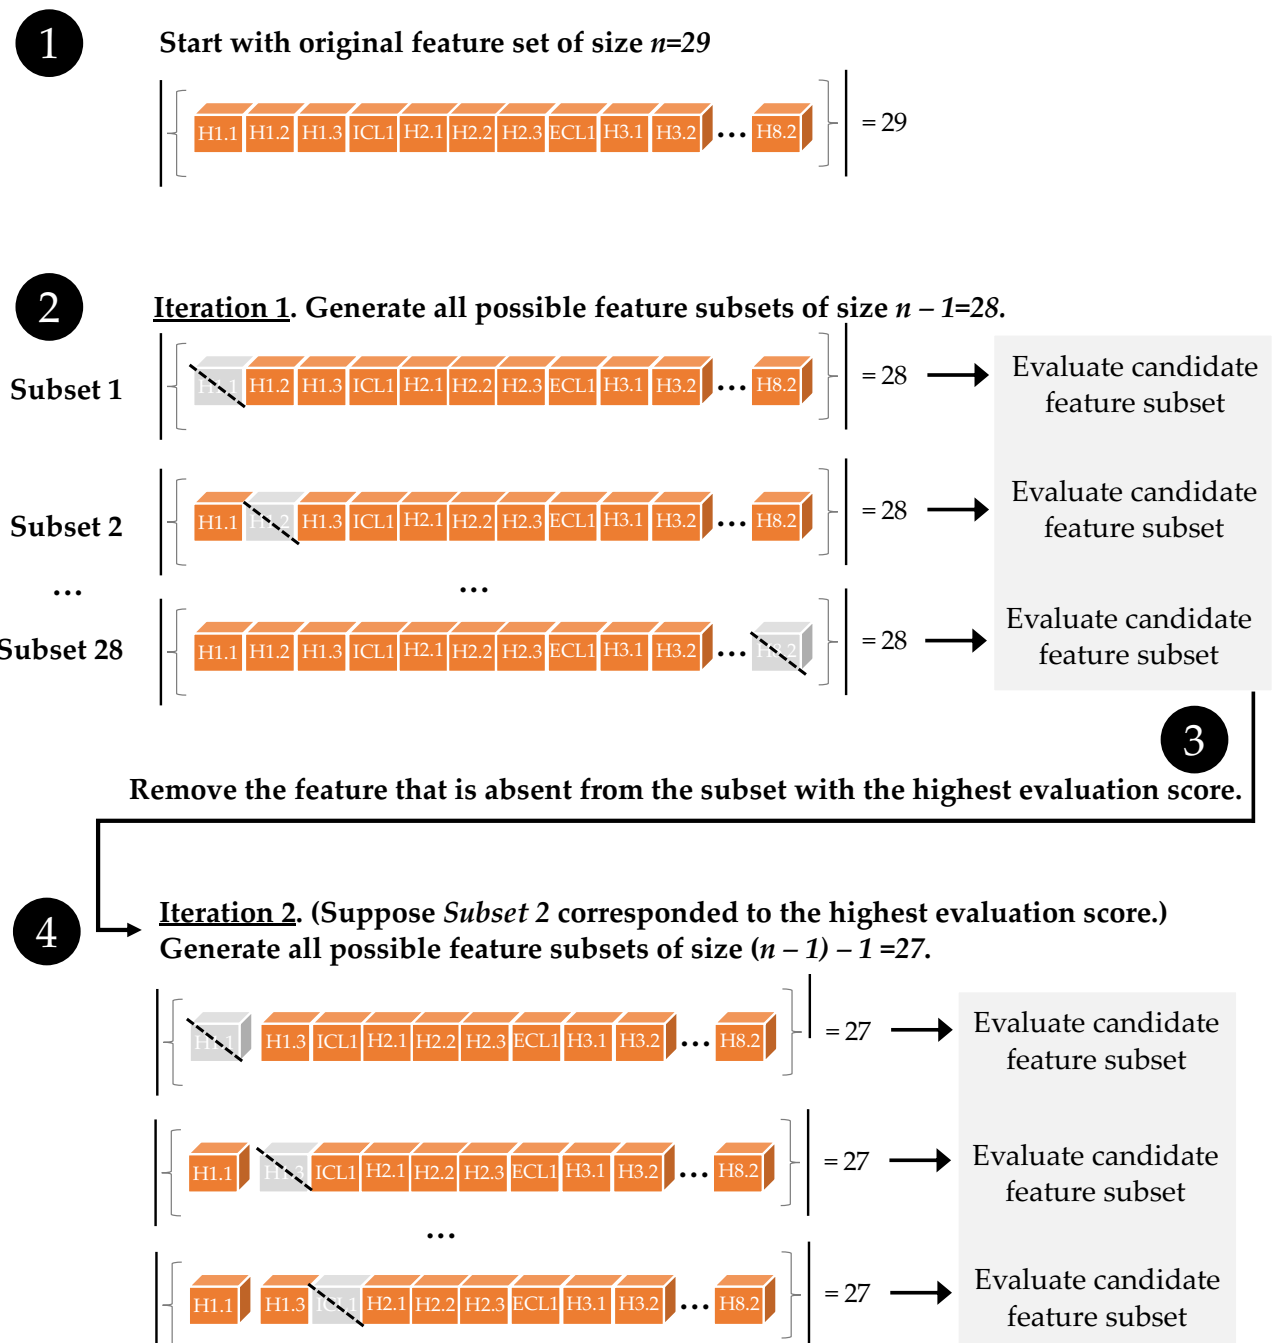 1
Start with original feature set of size n=29
H1.1 H1.2 H1.3 ICL1 H2.1 H2.2 H2.3 ECL1 H3.1 H3.2 ... H8.2 = 29
2
Iteration 1. Generate all possible feature subsets of size n – 1=28.
Subset 1
H1.2 H1.3 ICL1 H2.1 H2.2 H2.3 ECL1 H3.1 H3.2 ... H8.2 = 28
Evaluate candidate
feature subset
Subset 2
H1.1 H1.3 ICL1 H2.1 H2.2 H2.3 ECL1 H3.1 H3.2 ... H8.2 = 28
Evaluate candidate
feature subset
...
...
Subset 28
H1.1 H1.2 H1.3 ICL1 H2.1 H2.2 H2.3 ECL1 H3.1 H3.2 ... H8.2 = 28
Evaluate candidate
feature subset
3
Remove the feature that is absent from the subset with the highest evaluation score.
4
Iteration 2. (Suppose Subset 2 corresponded to the highest evaluation score.)
Generate all possible feature subsets of size (n – 1) – 1 =27.
H1.1 H1.3 ICL1 H2.1 H2.2 H2.3 ECL1 H3.1 H3.2 ... H8.2 = 27
Evaluate candidate
feature subset
H1.1 H1.3 ICL1 H2.1 H2.2 H2.3 ECL1 H3.1 H3.2 ... H8.2 = 27
Evaluate candidate
feature subset
...
H1.1 H1.3 ICL1 H2.1 H2.2 H2.3 ECL1 H3.1 H3.2 ... H8.2 = 27
Evaluate candidate
feature subset